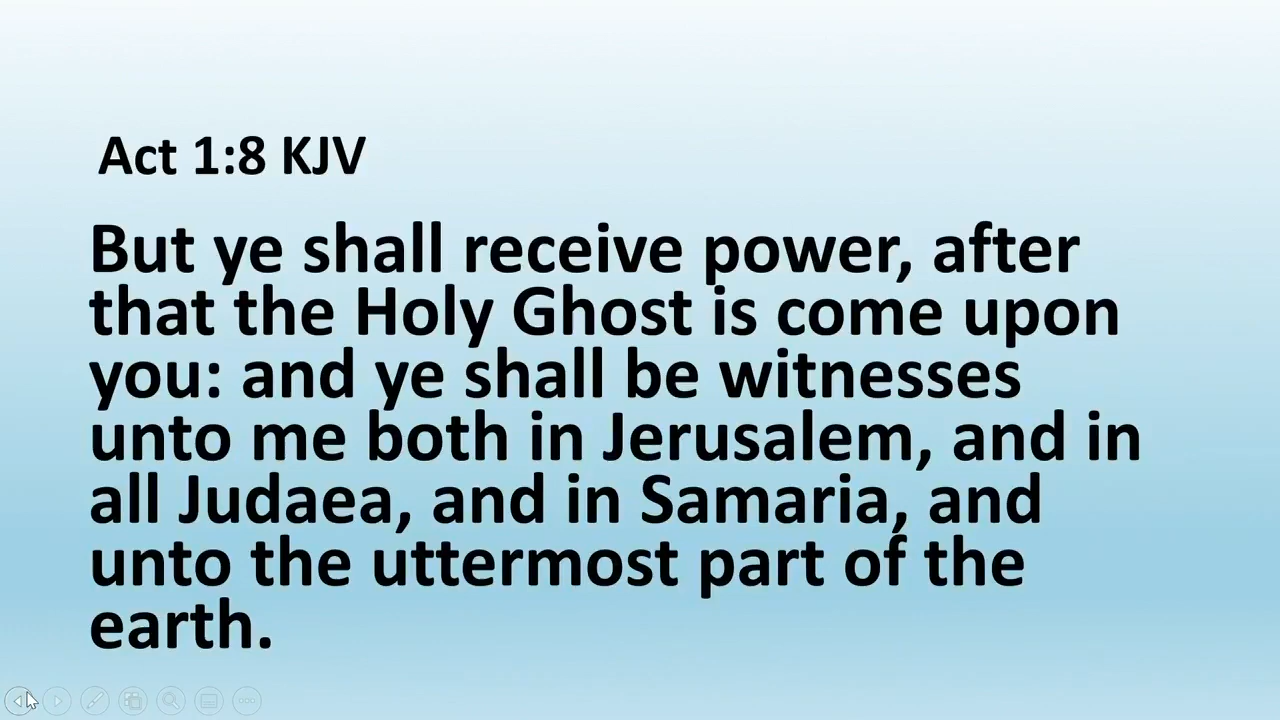 Act 1:8 KJV
But ye shall receive power, after
that the Holy Ghost is come upon
you: and ye shall be witnesses
unto me both in Jerusalem, and in
all Judaea, and in Samaria, and
unto the uttermost part of the
earth.